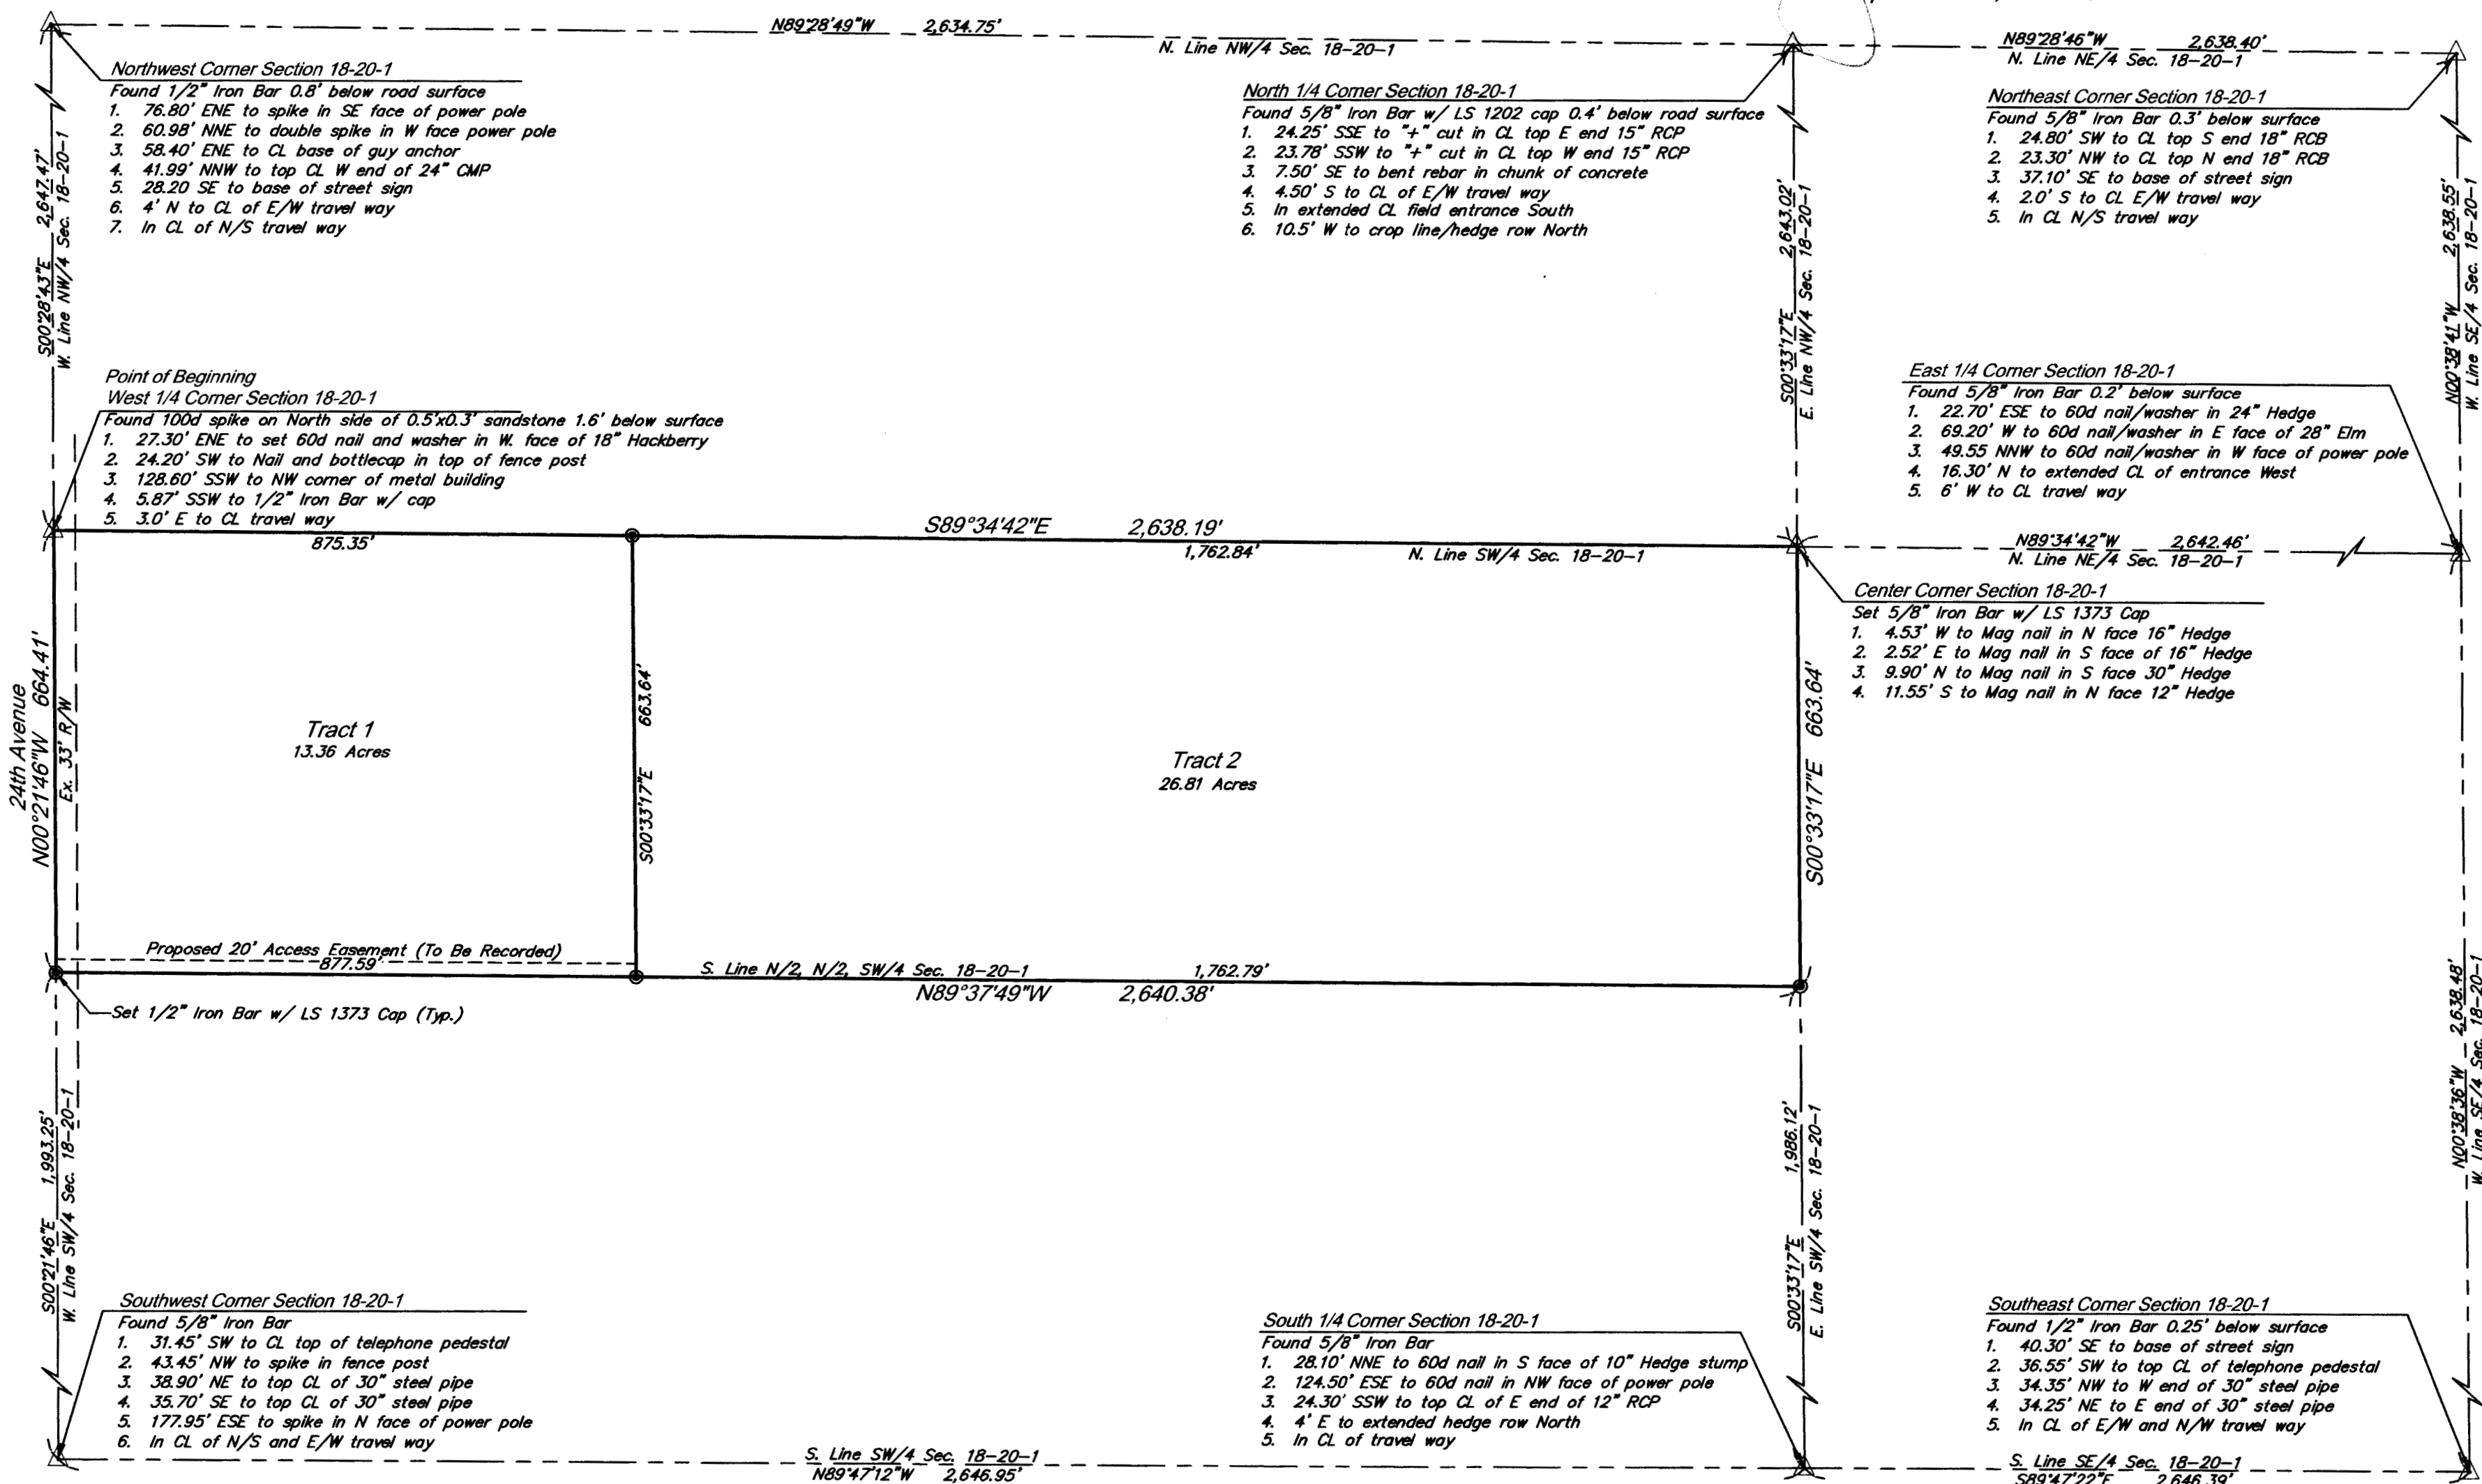 N89°28'49"W 2,634.75'
N. Line NW/4 Sec. 18-20-1
N89°28'46"W 2,638.40'
N. Line NE/4 Sec. 18-20-1
Northwest Corner Section 18-20-1
Found 1/2" Iron Bar 0.8' below road surface
1. 76.80' ENE to spike in SE face of power pole
2. 60.98' NNE to double spike in W face power pole
3. 58.40' ENE to CL base of guy anchor
4. 41.99' NNW to top CL W end of 24" CMP
5. 28.20 SE to base of street sign
6. 4' N to CL of E/W travel way
7. In CL of N/S travel way
North 1/4 Corner Section 18-20-1
Found 5/8" Iron Bar w/ LS 1202 cap 0.4' below road surface
1. 24.25' SSE to "+" cut in CL top E end 15" RCP
2. 23.78' SSW to "+" cut in CL top W end 15" RCP
3. 7.50' SE to bent rebar in chunk of concrete
4. 4.50' S to CL of E/W travel way
5. In extended CL field entrance South
6. 10.5' W to crop line/hedge row North
Northeast Corner Section 18-20-1
Found 5/8" Iron Bar 0.3' below surface
1. 24.80' SW to CL top S end 18" RCB
2. 23.30' NW to CL top N end 18" RCB
3. 37.10' SE to base of street sign
4. 2.0' S to CL E/W travel way
5. In CL N/S travel way
S00°28'43"E 2,647.47'
W. Line NW/4 Sec. 18-20-1
S00°33'17"E 2,643.02'
E. Line NW/4 Sec. 18-20-1
N00°38'41"W 2,638.55'
W. Line SE/4 Sec. 18-20-1
Point of Beginning
West 1/4 Corner Section 18-20-1
Found 100d spike on North side of 0.5'x0.3' sandstone 1.6' below surface
1. 27.30' ENE to set 60d nail and washer in W. face of 18" Hackberry
2. 24.20' SW to Nail and bottlecap in top of fence post
3. 128.60' SSW to NW corner of metal building
4. 5.87' SSW to 1/2" Iron Bar w/ cap
5. 3.0' E to CL travel way
East 1/4 Corner Section 18-20-1
Found 5/8" Iron Bar 0.2' below surface
1. 22.70' ESE to 60d nail/washer in 24" Hedge
2. 69.20' W to 60d nail/washer in E face of 28" Elm
3. 49.55 NNW to 60d nail/washer in W face of power pole
4. 16.30' N to extended CL of entrance West
5. 6' W to CL travel way
S89°34'42"E 2,638.19'
875.35'
1,762.84'
N. Line SW/4 Sec. 18-20-1
N89°34'42"W 2,642.46'
N. Line NE/4 Sec. 18-20-1
Center Corner Section 18-20-1
Set 5/8" Iron Bar w/ LS 1373 Cap
1. 4.53' W to Mag nail in N face 16" Hedge
2. 2.52' E to Mag nail in S face of 16" Hedge
3. 9.90' N to Mag nail in S face 30" Hedge
4. 11.55' S to Mag nail in N face 12" Hedge
24th Avenue
N00°21'46"W 664.41'
Ex. 33' R/W
Tract 1
13.36 Acres
S00°33'17"E 663.64'
Tract 2
26.81 Acres
S00°33'17"E 663.64'
Proposed 20' Access Easement (To Be Recorded)
877.59'
S. Line N/2, N/2, SW/4 Sec. 18-20-1
1,762.79'
N89°37'49"W 2,640.38'
Set 1/2" Iron Bar w/ LS 1373 Cap (Typ.)
S00°21'46"E 1,993.25'
W. Line SW/4 Sec. 18-20-1
S00°33'17"E 1,986.12'
E. Line SW/4 Sec. 18-20-1
N00°38'36"W 2,638.48'
W. Line SE/4 Sec. 18-20-1
Southwest Corner Section 18-20-1
Found 5/8" Iron Bar
1. 31.45' SW to CL top of telephone pedestal
2. 43.45' NW to spike in fence post
3. 38.90' NE to top CL of 30" steel pipe
4. 35.70' SE to top CL of 30" steel pipe
5. 177.95' ESE to spike in N face of power pole
6. In CL of N/S and E/W travel way
South 1/4 Corner Section 18-20-1
Found 5/8" Iron Bar
1. 28.10' NNE to 60d nail in S face of 10" Hedge stump
2. 124.50' ESE to 60d nail in NW face of power pole
3. 24.30' SSW to top CL of E end of 12" RCP
4. 4' E to extended hedge row North
5. In CL of travel way
Southeast Corner Section 18-20-1
Found 1/2" Iron Bar 0.25' below surface
1. 40.30' SE to base of street sign
2. 36.55' SW to top CL of telephone pedestal
3. 34.35' NW to W end of 30" steel pipe
4. 34.25' NE to E end of 30" steel pipe
5. In CL of E/W and N/W travel way
S. Line SW/4 Sec. 18-20-1
N89°47'12"W 2,646.95'
S. Line SE/4 Sec. 18-20-1
S89°47'22"E 2,646.39'